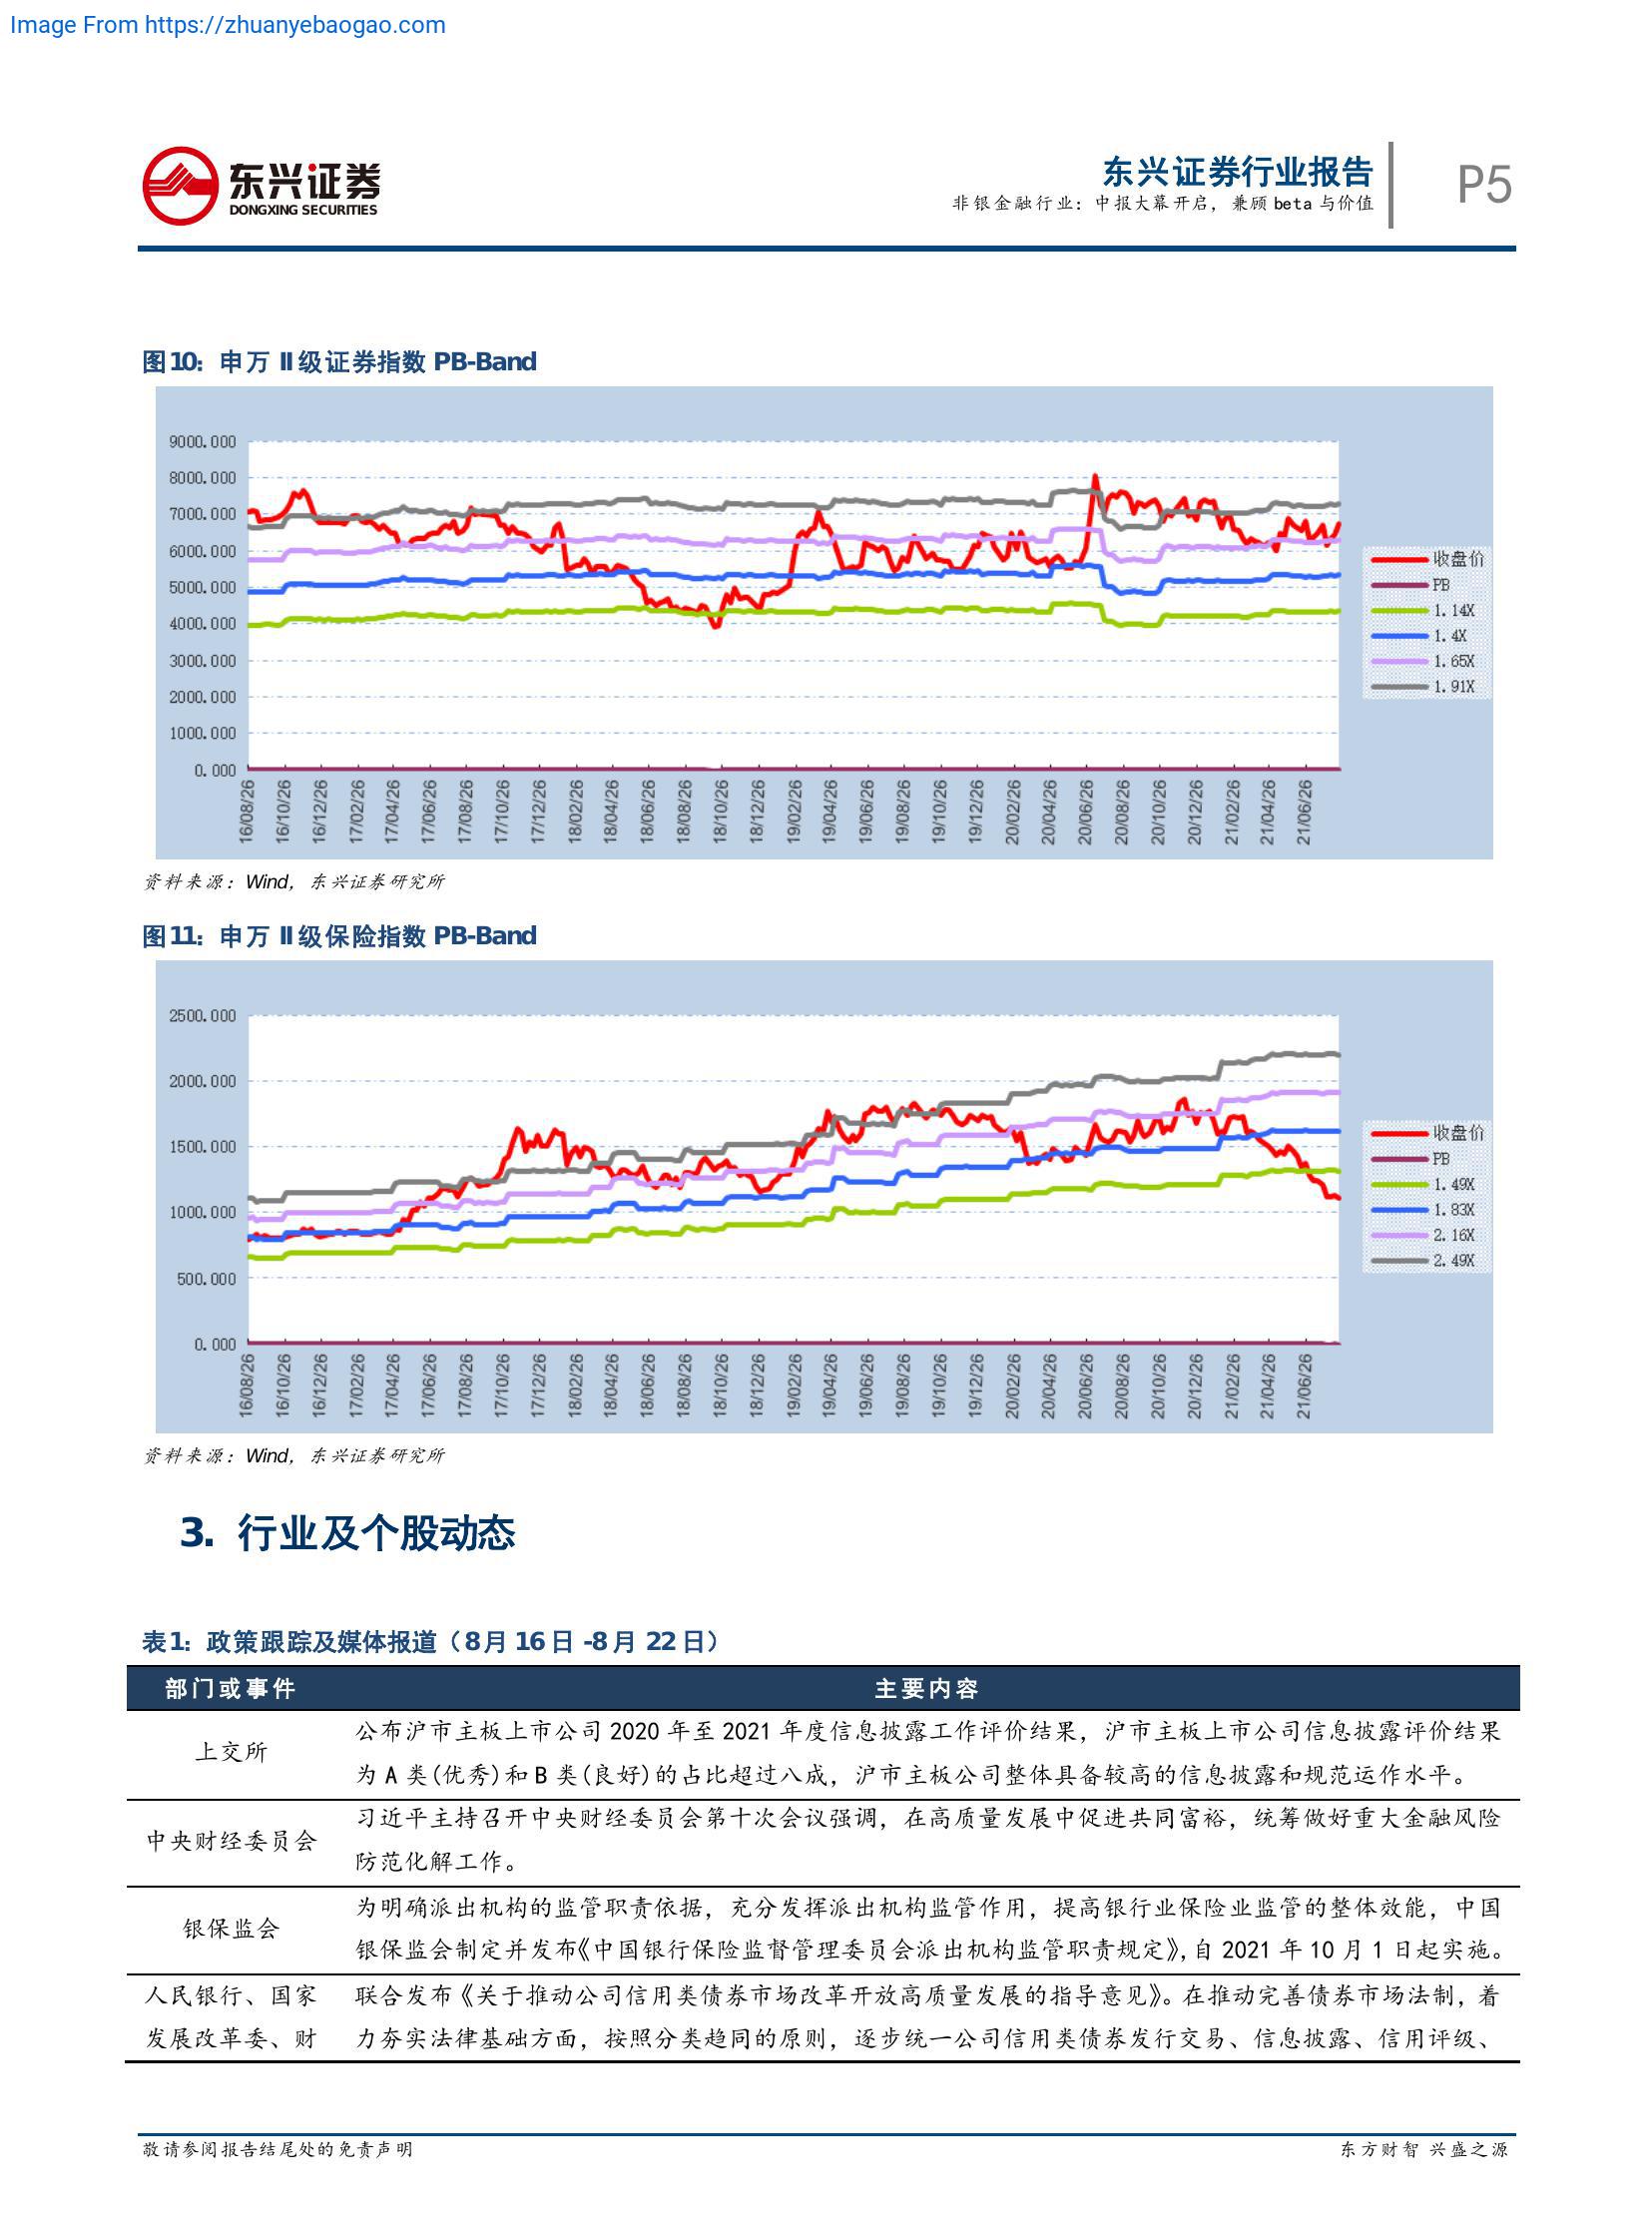 Image From https://zhuanyebaogao.com
东兴证券
DONGXING SECURITIES
东兴证券行业报告
非银金融行业：中报大幕开启，兼顾 beta 与价值
P5
图10：申万 II 级证券指数 PB-Band
9000.000
8000.000
7000.000
6000.000
5000.000
4000.000
3000.000
2000.000
1000.000
0.000
16/08/26
16/10/26
16/12/26
17/02/26
17/04/26
17/06/26
17/08/26
17/10/26
17/12/26
18/02/26
18/04/26
18/06/26
18/08/26
18/10/26
18/12/26
19/02/26
19/04/26
19/06/26
19/08/26
19/10/26
19/12/26
20/02/26
20/04/26
20/06/26
20/08/26
20/10/26
20/12/26
21/02/26
21/04/26
21/06/26
收盘价
PB
1.14X
1.4X
1.65X
1.91X
资料来源：Wind，东兴证券研究所
图11：申万 II 级保险指数 PB-Band
2500.000
2000.000
1500.000
1000.000
500.000
0.000
16/08/26
16/10/26
16/12/26
17/02/26
17/04/26
17/06/26
17/08/26
17/10/26
17/12/26
18/02/26
18/04/26
18/06/26
18/08/26
18/10/26
18/12/26
19/02/26
19/04/26
19/06/26
19/08/26
19/10/26
19/12/26
20/02/26
20/04/26
20/06/26
20/08/26
20/10/26
20/12/26
21/02/26
21/04/26
21/06/26
收盘价
PB
1.49X
1.83X
2.16X
2.49X
资料来源：Wind，东兴证券研究所
3. 行业及个股动态
表1：政策跟踪及媒体报道（8月 16日 -8月 22日）
部门或事件 主要内容
上交所
公布沪市主板上市公司 2020 年至 2021 年度信息披露工作评价结果，沪市主板上市公司信息披露评价结果
为 A 类(优秀)和 B 类(良好)的占比超过八成，沪市主板公司整体具备较高的信息披露和规范运作水平。
中央财经委员会
习近平主持召开中央财经委员会第十次会议强调，在高质量发展中促进共同富裕，统筹做好重大金融风险
防范化解工作。
银保监会
为明确派出机构的监管职责依据，充分发挥派出机构监管作用，提高银行业保险业监管的整体效能，中国
银保监会制定并发布《中国银行保险监督管理委员会派出机构监管职责规定》，自 2021 年 10 月 1 日起实施。
人民银行、国家
发展改革委、财
联合发布《关于推动公司信用类债券市场改革开放高质量发展的指导意见》。在推动完善债券市场法制，着
力夯实法律基础方面，按照分类趋同的原则，逐步统一公司信用类债券发行交易、信息披露、信用评级、
敬请参阅报告结尾处的免责声明
东方财智 兴盛之源